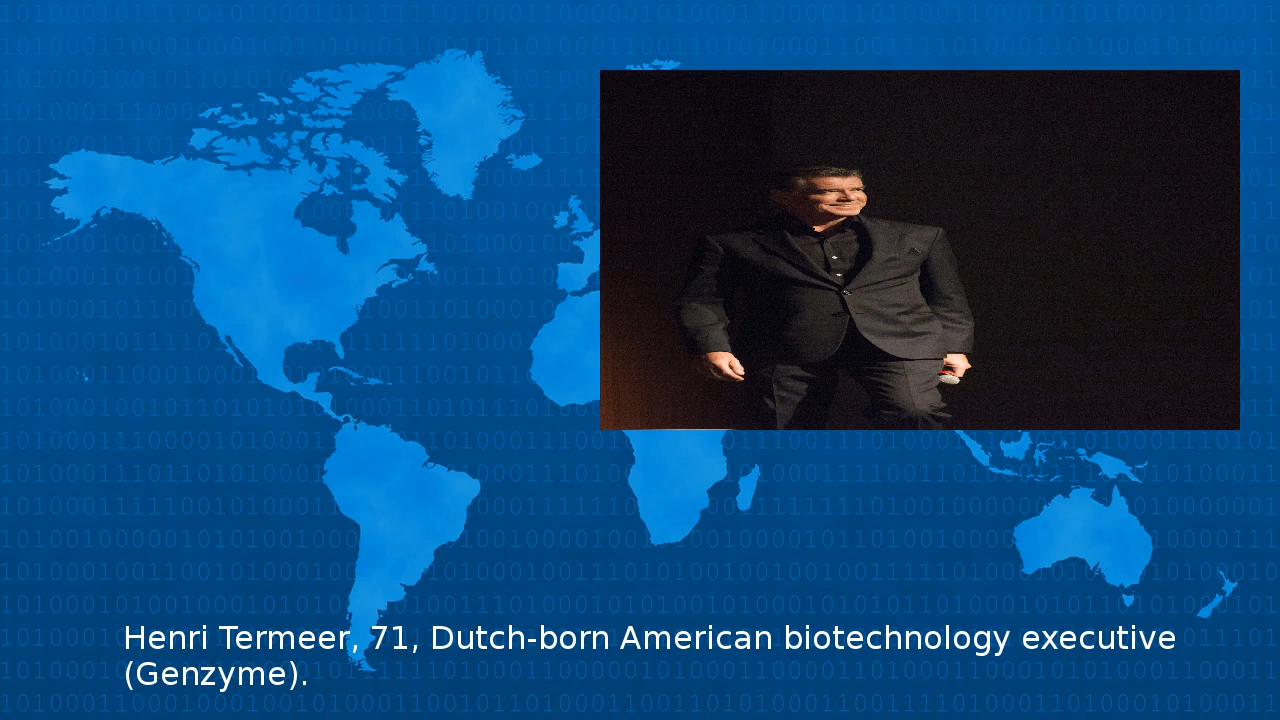 Henri Termeer, 71, Dutch-born American biotechnology executive
(Genzyme).